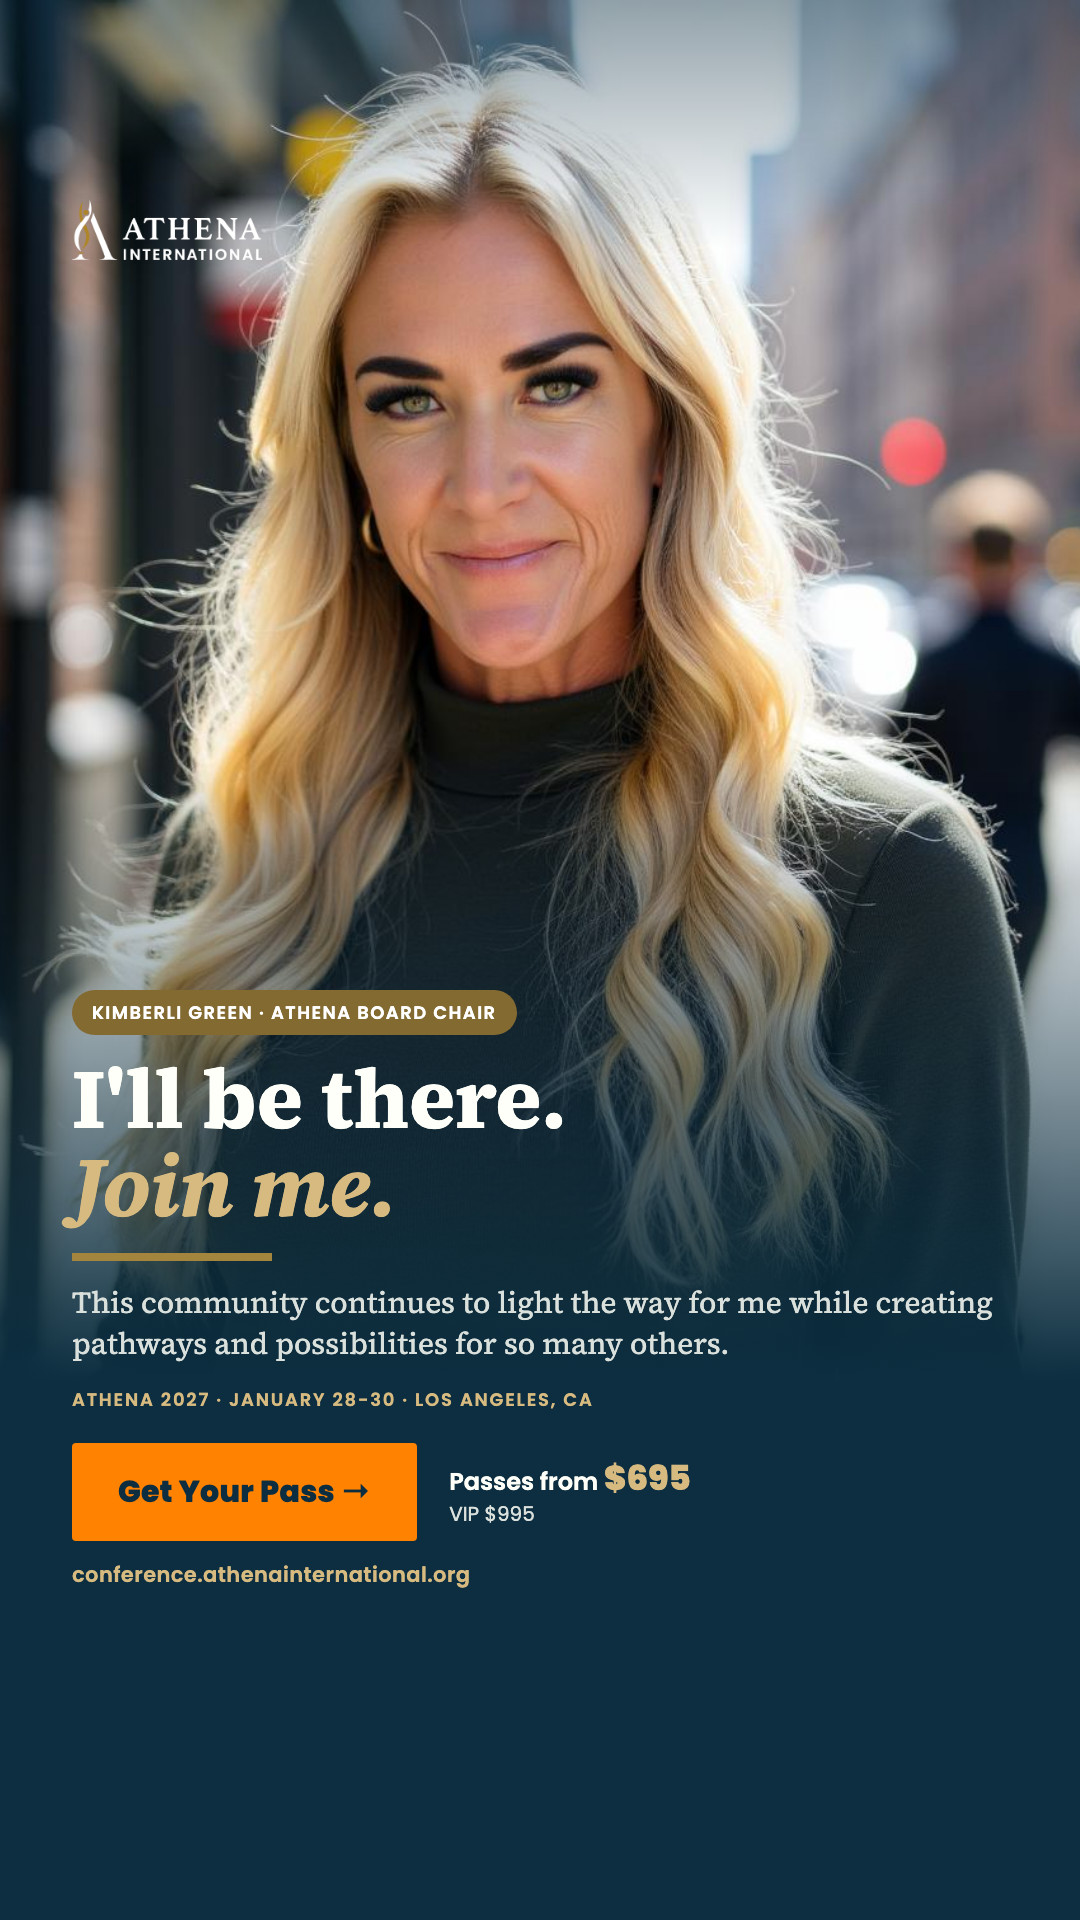 ATHENA
INTERNATIONAL
KIMBERLI GREEN · ATHENA BOARD CHAIR
I'll be there.
Join me.
This community continues to light the way for me while creating
pathways and possibilities for so many others.
ATHENA 2027 · JANUARY 28–30 · LOS ANGELES, CA
Get Your Pass →
Passes from $695
VIP $995
conference.athenainternational.org